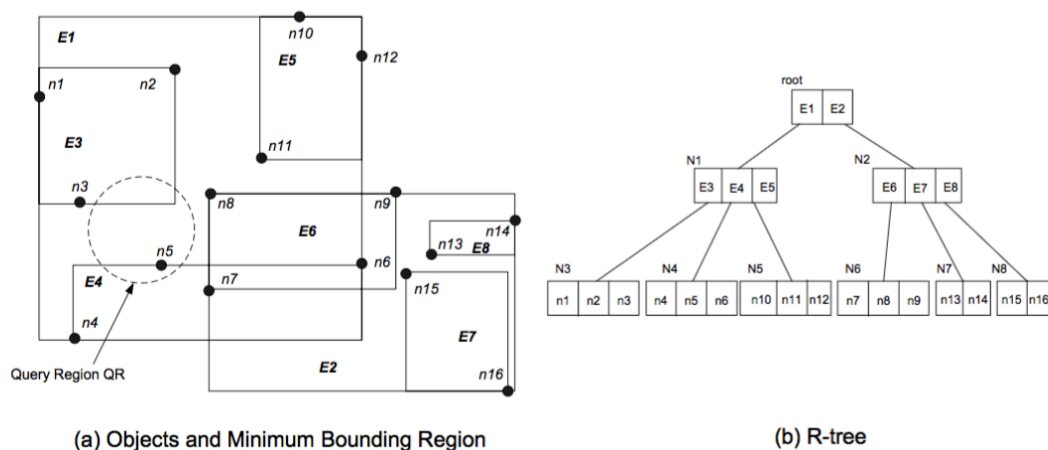 E1
n10
E5
n12
n1
n2
E3
n11
n3
n8
n9
E6
n14
n13
E8
n5
n6
E4
n7
n15
n4
E7
Query Region QR
E2
n16
(a) Objects and Minimum Bounding Region
root
E1 E2
N1
N2
E3 E4 E5
E6 E7 E8
N3 N4 N5 N6 N7 N8
n1 n2 n3 n4 n5 n6 n10 n11 n12 n7 n8 n9 n13 n14 n15 n16
(b) R-tree